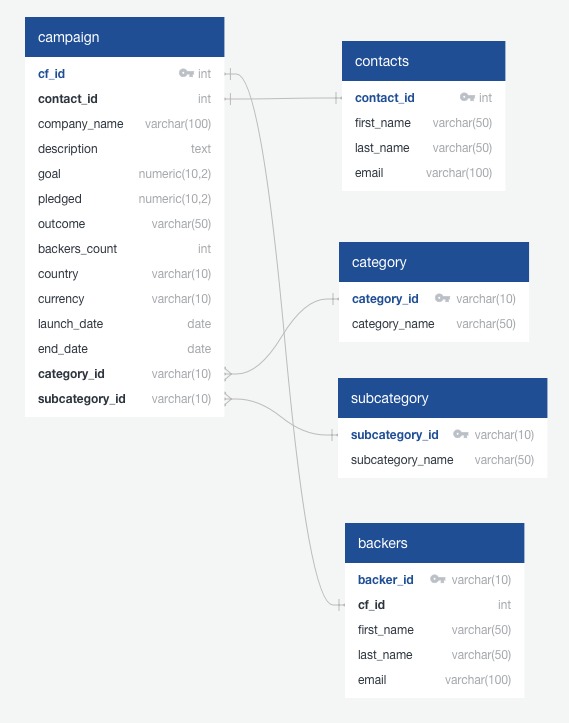 campaign
cf_id int
contact_id int
company_name varchar(100)
description text
goal numeric(10,2)
pledged numeric(10,2)
outcome varchar(50)
backers_count int
country varchar(10)
currency varchar(10)
launch_date date
end_date date
category_id varchar(10)
subcategory_id varchar(10)
contacts
contact_id int
first_name varchar(50)
last_name varchar(50)
email varchar(100)
category
category_id varchar(10)
category_name varchar(50)
subcategory
subcategory_id varchar(10)
subcategory_name varchar(50)
backers
backer_id varchar(10)
cf_id int
first_name varchar(50)
last_name varchar(50)
email varchar(100)